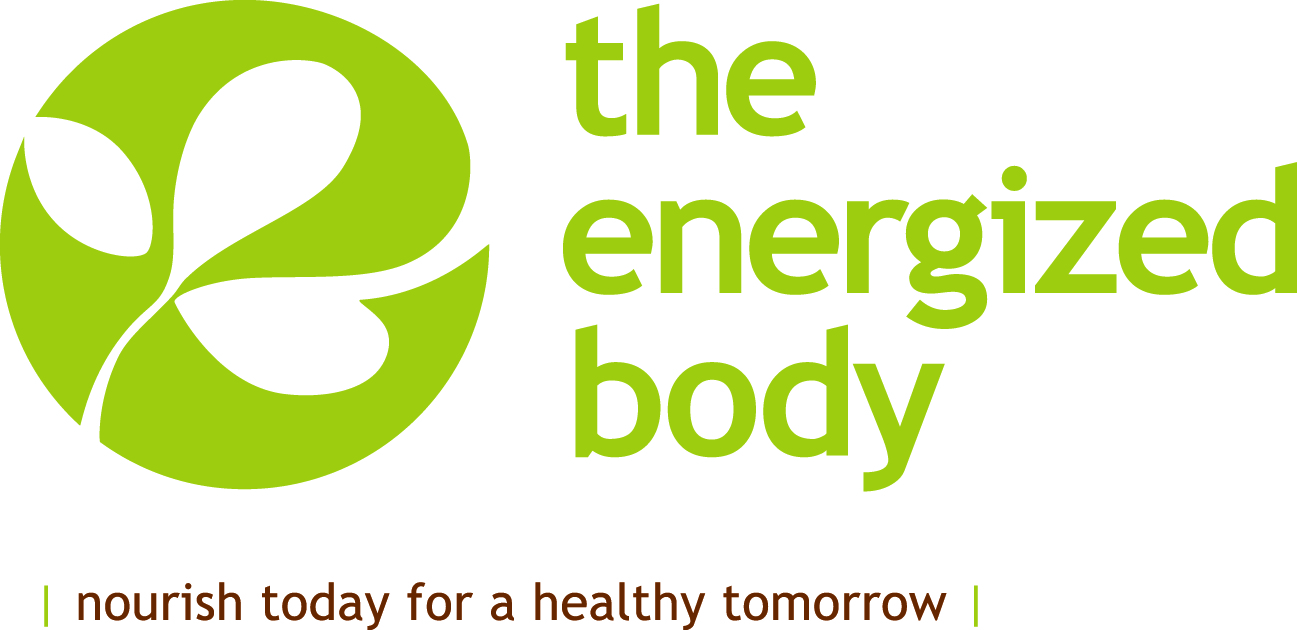 the
energized
body
| nourish today for a healthy tomorrow |